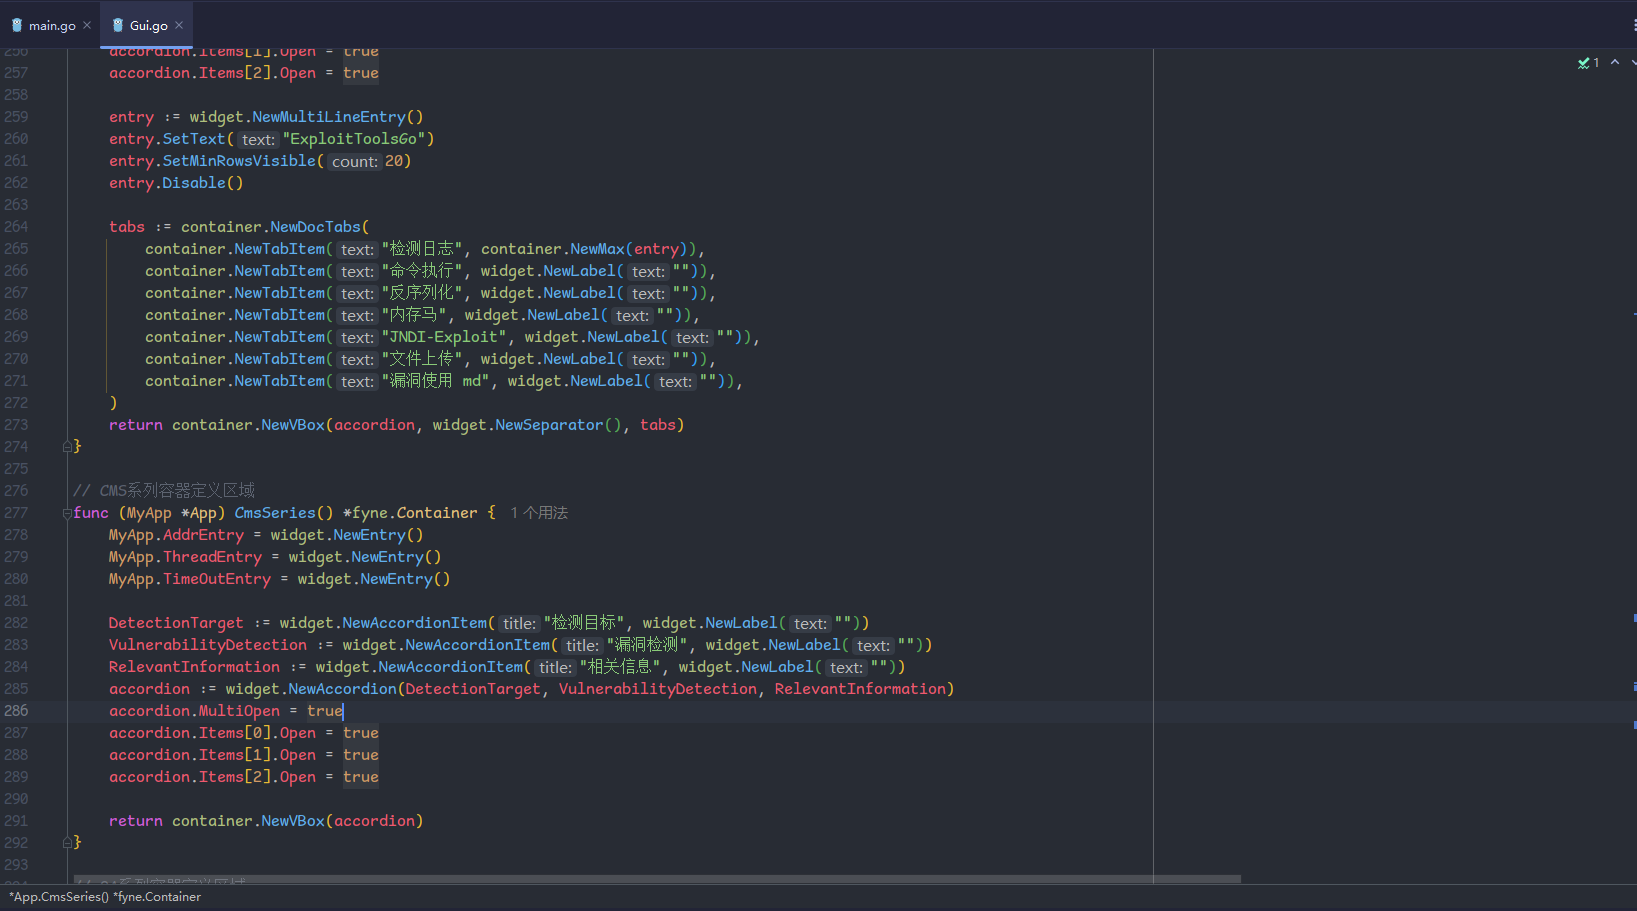 main.go Gui.go
256 accordion.Items[1].Open = true
257 accordion.Items[2].Open = true
258
259 entry := widget.NewMultiLineEntry()
260 entry.SetText( text: "ExploitToolsGo")
261 entry.SetMinRowsVisible( count: 20)
262 entry.Disable()
263
264 tabs := container.NewDocTabs(
265 container.NewTabItem( text: "检测日志", container.NewMax(entry)),
266 container.NewTabItem( text: "命令执行", widget.NewLabel( text: "")),
267 container.NewTabItem( text: "反序列化", widget.NewLabel( text: "")),
268 container.NewTabItem( text: "内存马", widget.NewLabel( text: "")),
269 container.NewTabItem( text: "JNDI-Exploit", widget.NewLabel( text: "")),
270 container.NewTabItem( text: "文件上传", widget.NewLabel( text: "")),
271 container.NewTabItem( text: "漏洞使用 md", widget.NewLabel( text: "")),
272 )
273 return container.NewVBox(accordion, widget.NewSeparator(), tabs)
274 }
275
276 // CMS系列容器定义区域
277 func (MyApp *App) CmsSeries() *fyne.Container { 1 个用法
278 MyApp.AddrEntry = widget.NewEntry()
279 MyApp.ThreadEntry = widget.NewEntry()
280 MyApp.TimeOutEntry = widget.NewEntry()
281
282 DetectionTarget := widget.NewAccordionItem( title: "检测目标", widget.NewLabel( text: ""))
283 VulnerabilityDetection := widget.NewAccordionItem( title: "漏洞检测", widget.NewLabel( text: ""))
284 RelevantInformation := widget.NewAccordionItem( title: "相关信息", widget.NewLabel( text: ""))
285 accordion := widget.NewAccordion(DetectionTarget, VulnerabilityDetection, RelevantInformation)
286 accordion.MultiOpen = true
287 accordion.Items[0].Open = true
288 accordion.Items[1].Open = true
289 accordion.Items[2].Open = true
290
291 return container.NewVBox(accordion)
292 }
293
系列容器定义区域
*App.CmsSeries() *fyne.Container
1